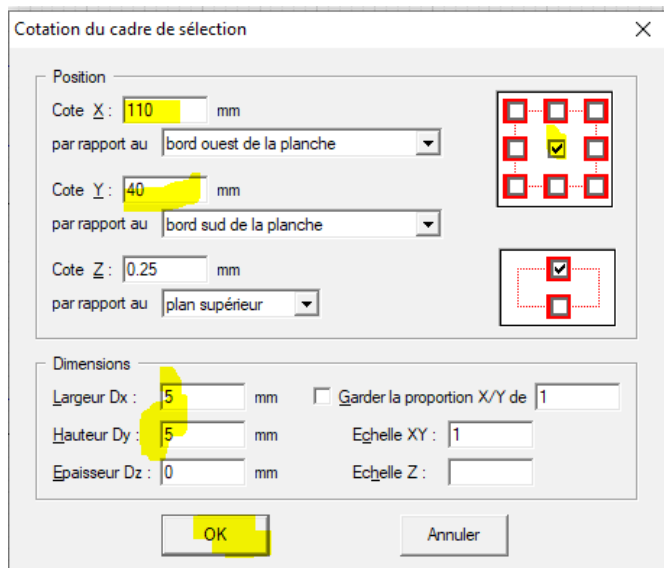 Cotation du cadre de sélection
Position
Cote X : 110 mm
par rapport au bord ouest de la planche
Cote Y : 40 mm
par rapport au bord sud de la planche
Cote Z : 0.25 mm
par rapport au plan supérieur
Dimensions
Largeur Dx : 5 mm Garder la proportion X/Y de 1
Hauteur Dy : 5 mm Echelle XY : 1
Epaisseur Dz : 0 mm Echelle Z :
OK Annuler